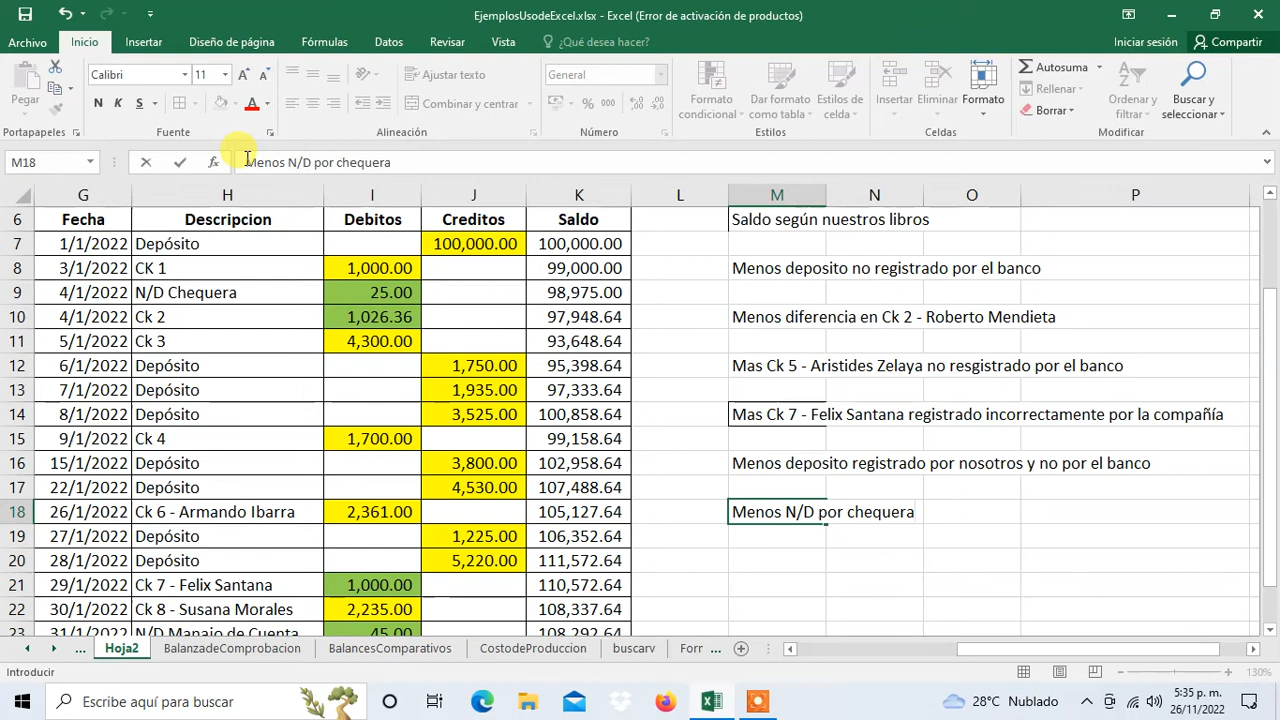 EjemplosUsodeExcel.xlsx - Excel (Error de activación de productos)
Archivo Inicio Insertar Diseño de página Fórmulas Datos Revisar Vista ¿Qué desea hacer? Iniciar sesión Compartir
Pegar
Calibri 11
N K S
A
Ajustar texto
Combinar y centrar
General
% 000
Formato condicional
Dar formato como tabla
Estilos de celda
Insertar Eliminar Formato
Autosuma
Rellenar
Borrar
Ordenar y filtrar
Buscar y seleccionar
Portapapeles Fuente Alineación Número Estilos Celdas Modificar
M18 fx Menos N/D por chequera
G H I J K L M N O P
6 Fecha Descripcion Debitos Creditos Saldo Saldo según nuestros libros
7 1/1/2022 Depósito 100,000.00 100,000.00
8 3/1/2022 CK 1 1,000.00 99,000.00 Menos deposito no registrado por el banco
9 4/1/2022 N/D Chequera 25.00 98,975.00
10 4/1/2022 Ck 2 1,026.36 97,948.64 Menos diferencia en Ck 2 - Roberto Mendieta
11 5/1/2022 Ck 3 4,300.00 93,648.64
12 6/1/2022 Depósito 1,750.00 95,398.64 Mas Ck 5 - Aristides Zelaya no resgistrado por el banco
13 7/1/2022 Depósito 1,935.00 97,333.64
14 8/1/2022 Depósito 3,525.00 100,858.64 Mas Ck 7 - Felix Santana registrado incorrectamente por la compañía
15 9/1/2022 Ck 4 1,700.00 99,158.64
16 15/1/2022 Depósito 3,800.00 102,958.64 Menos deposito registrado por nosotros y no por el banco
17 22/1/2022 Depósito 4,530.00 107,488.64
18 26/1/2022 Ck 6 - Armando Ibarra 2,361.00 105,127.64 Menos N/D por chequera
19 27/1/2022 Depósito 1,225.00 106,352.64
20 28/1/2022 Depósito 5,220.00 111,572.64
21 29/1/2022 Ck 7 - Felix Santana 1,000.00 110,572.64
22 30/1/2022 Ck 8 - Susana Morales 2,235.00 108,337.64
23 31/1/2022 N/D Manajo de Cuenta 45.00 108,292.64
... Hoja2 BalanzadeComprobacion BalancesComparativos CostodeProduccion buscarv Forr ...
Introducir 130%
Escribe aquí para buscar 28°C Nublado 5:35 p. m.
26/11/2022